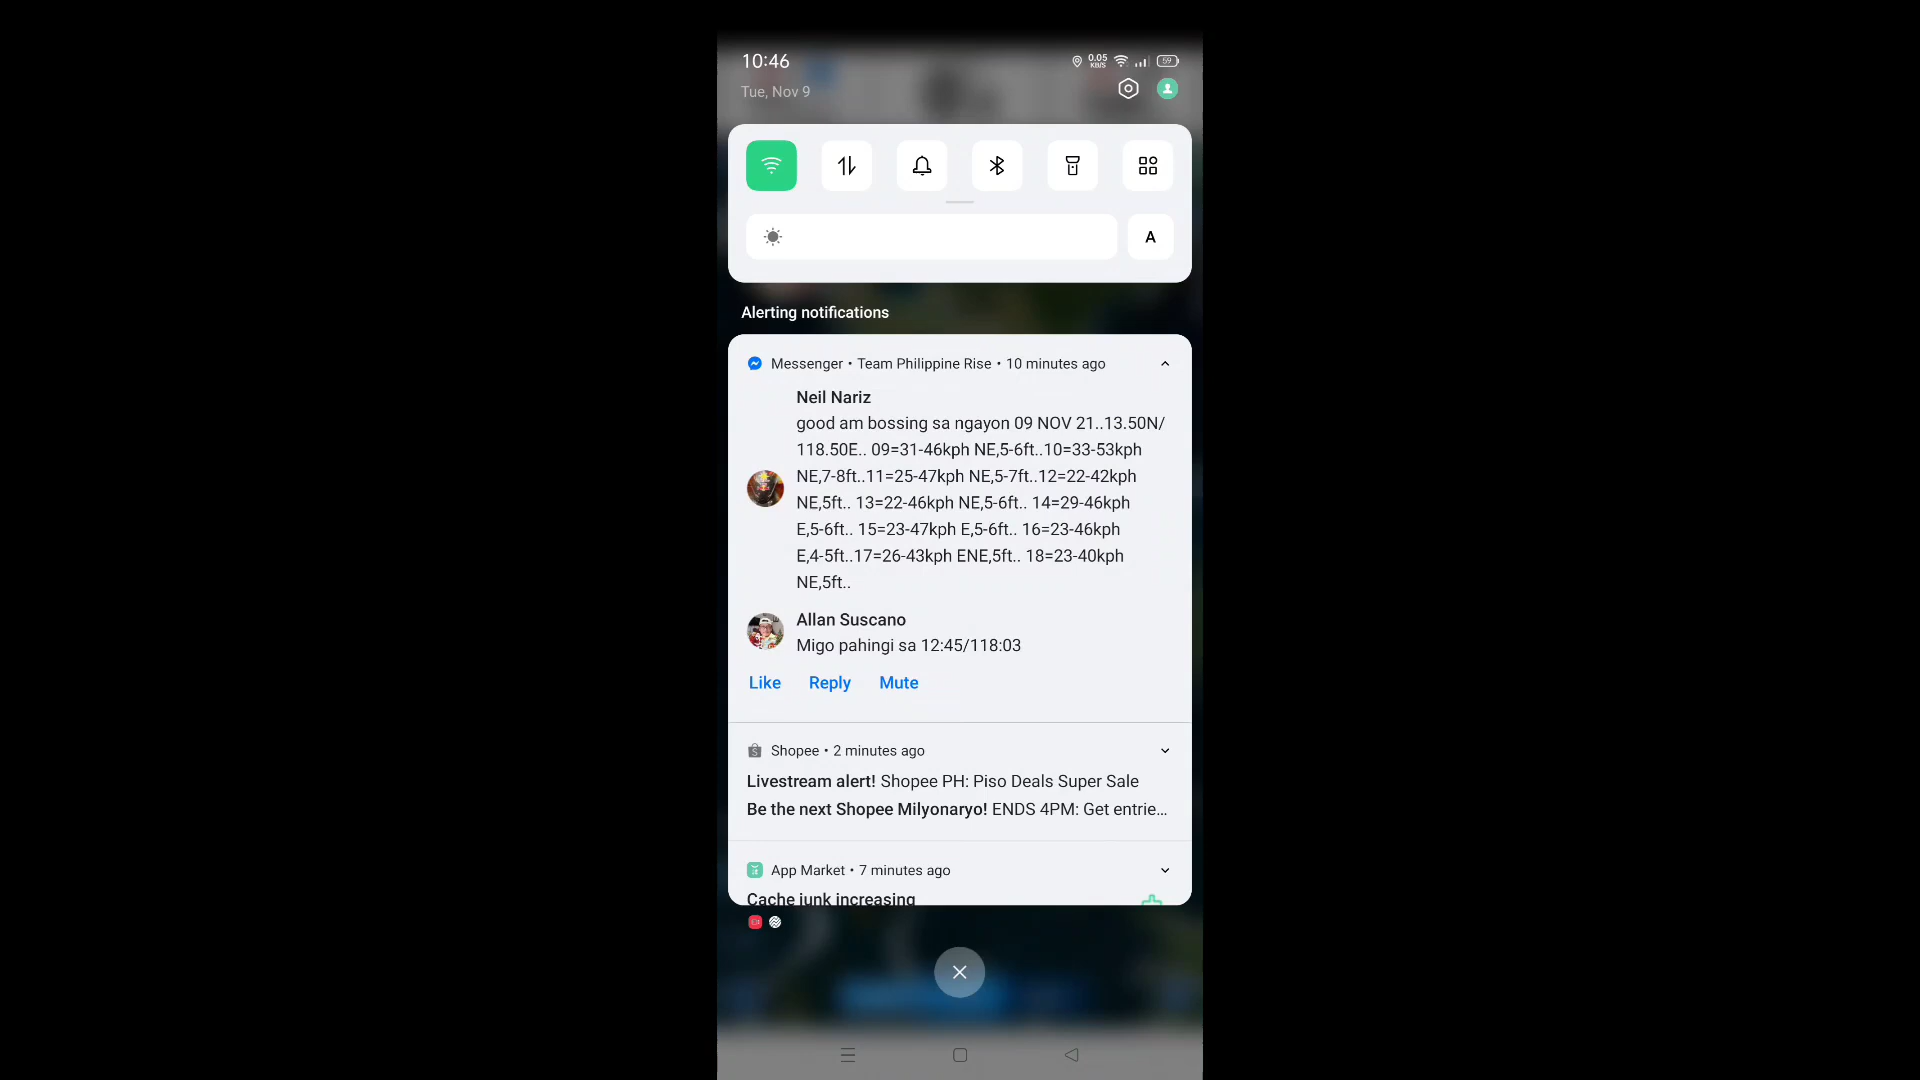 10:46
0.05
KB/S
59
Tue, Nov 9
A
Alerting notifications
Messenger • Team Philippine Rise • 10 minutes ago
Neil Nariz
good am bossing sa ngayon 09 NOV 21..13.50N/
118.50E.. 09=31-46kph NE,5-6ft..10=33-53kph
NE,7-8ft..11=25-47kph NE,5-7ft..12=22-42kph
NE,5ft.. 13=22-46kph NE,5-6ft.. 14=29-46kph
E,5-6ft.. 15=23-47kph E,5-6ft.. 16=23-46kph
E,4-5ft..17=26-43kph ENE,5ft.. 18=23-40kph
NE,5ft..
Allan Suscano
Migo pahingi sa 12:45/118:03
Like Reply Mute
Shopee • 2 minutes ago
Livestream alert! Shopee PH: Piso Deals Super Sale
Be the next Shopee Milyonaryo! ENDS 4PM: Get entrie...
App Market • 7 minutes ago
Cache junk increasing